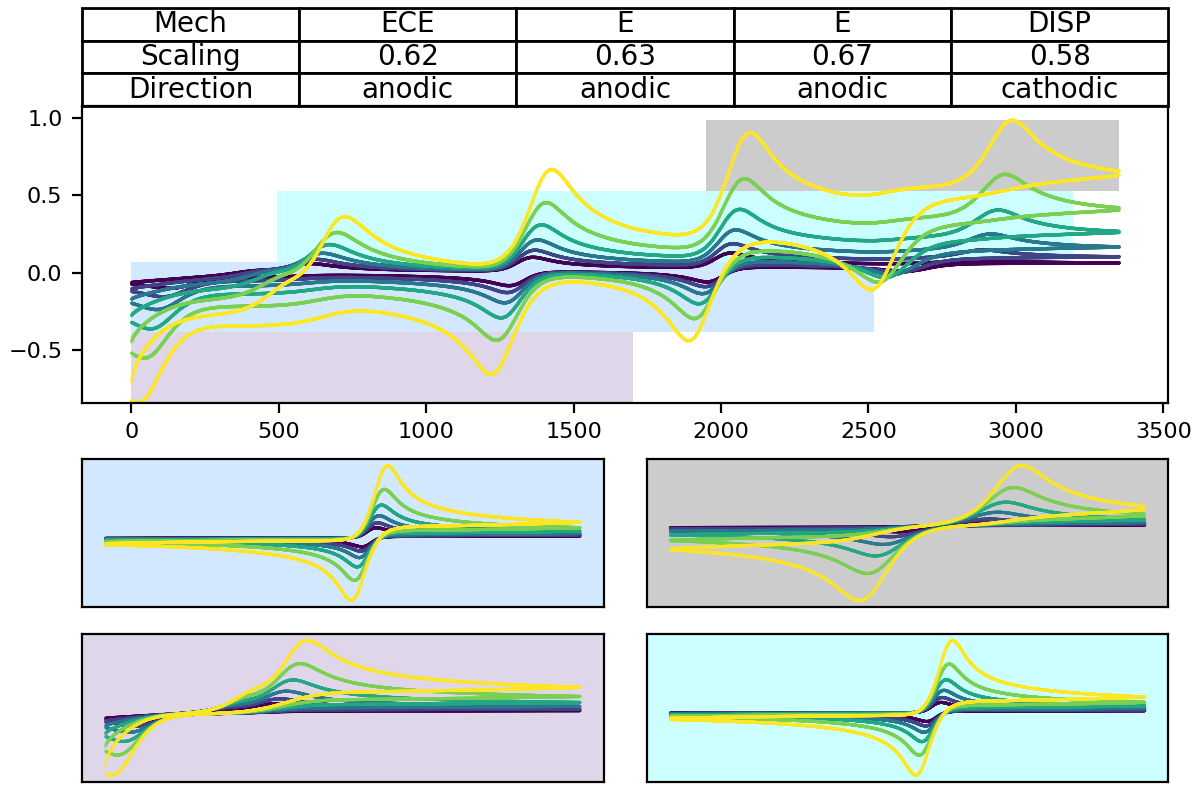 Mech ECE E E DISP
Scaling 0.62 0.63 0.67 0.58
Direction anodic anodic anodic cathodic
1.0
0.5
0.0
−0.5
0 500 1000 1500 2000 2500 3000 3500